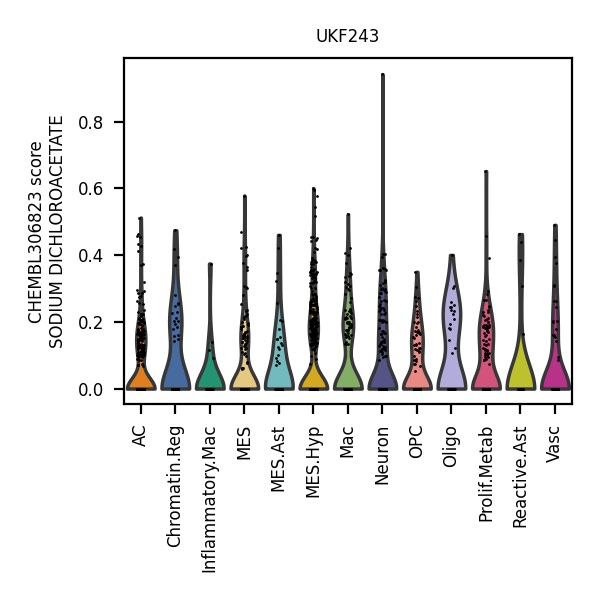 UKF243
CHEMBL306823 score
SODIUM DICHLOROACETATE
0.8
0.6
0.4
0.2
0.0
AC
Chromatin.Reg
Inflammatory.Mac
MES
MES.Ast
MES.Hyp
Mac
Neuron
OPC
Oligo
Prolif.Metab
Reactive.Ast
Vasc